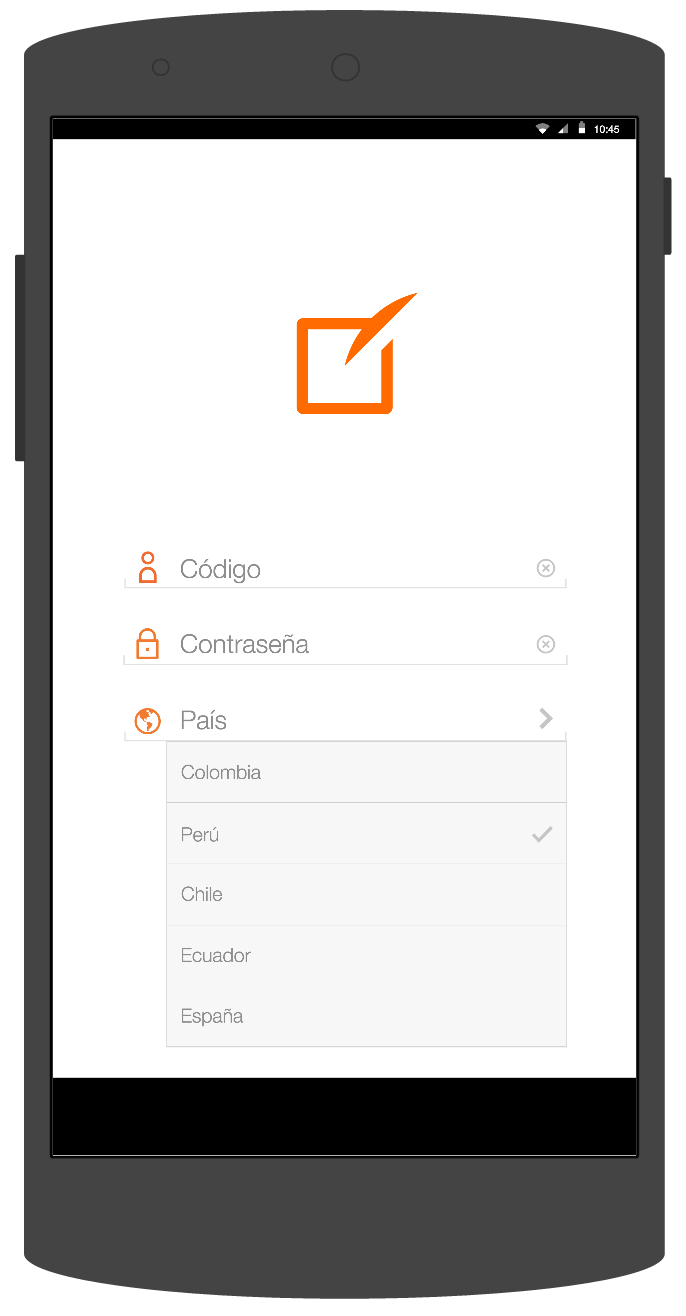 10:45
Código
Contraseña
País
Colombia
Perú
Chile
Ecuador
España